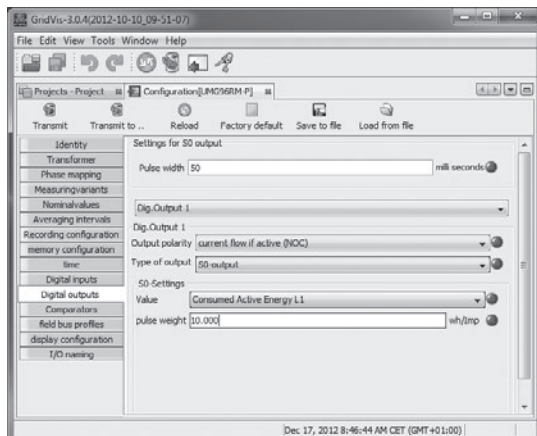 GridVis-3.0.4(2012-10-10_09-51-07)
File Edit View Tools Window Help
Projects - Project
Configuration[UMG96RM-P]
Transmit
Transmit to ..
Reload
Factory default
Save to file
Load from file
Identity
Transformer
Phase mapping
Measuringvariants
Nominalvalues
Averaging intervals
Recording configuration
memory configuration
time
Digital inputs
Digital outputs
Comparators
field bus profiles
display configuration
I/O naming
Settings for S0 output
Pulse width 50 milli seconds
Dig.Output 1
Dig.Output 1
Output polarity current flow if active (NOC)
Type of output S0-output
S0-Settings
Value Consumed Active Energy L1
pulse weight 10.000 wh/Imp
Dec 17, 2012 8:46:44 AM CET (GMT+01:00)